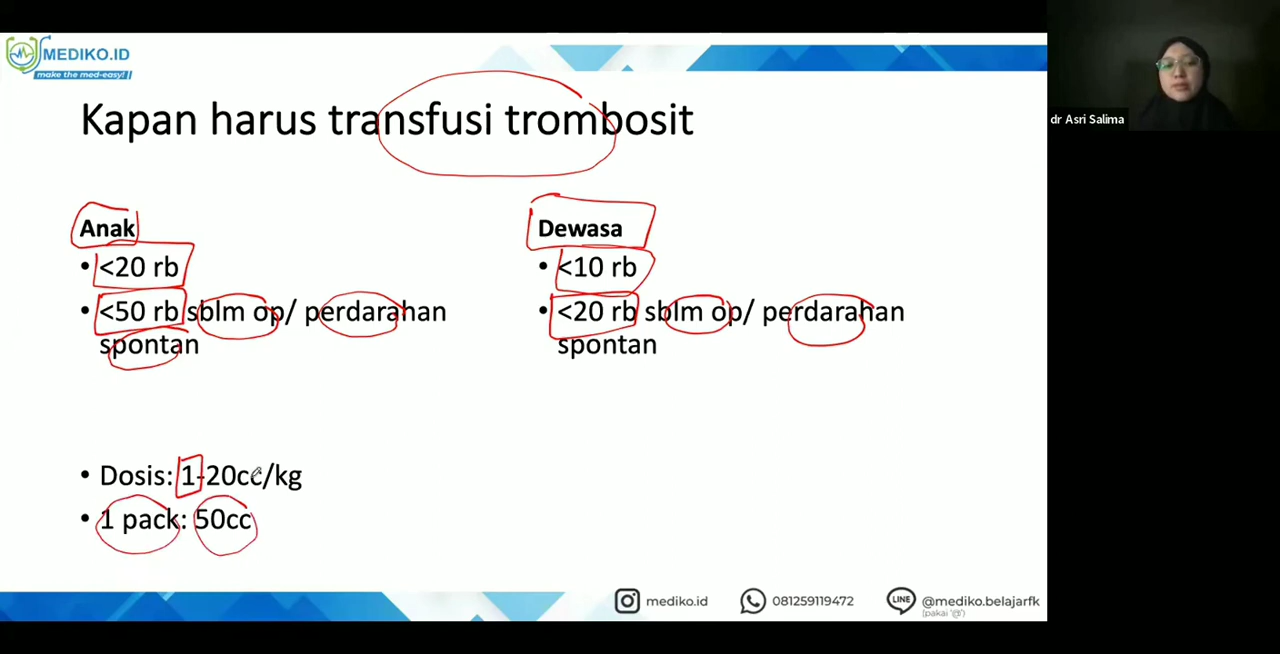 MEDIKO.ID
make the med-easy!
dr Asri Salima
Kapan harus transfusi trombosit
Anak
• <20 rb
• <50 rb sblm op/ perdarahan
spontan
Dewasa
• <10 rb
• <20 rb sblm op/ perdarahan
spontan
• Dosis: 1-20cc/kg
• 1 pack: 50cc
mediko.id
081259119472
LINE
@mediko.belajarfk
(pakai '@')